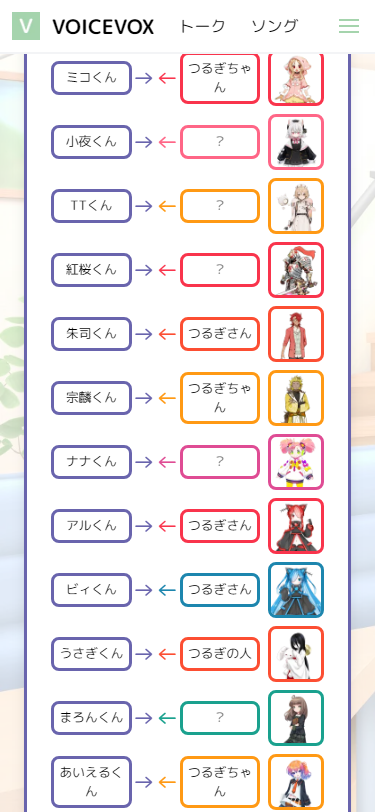 V VOICEVOX トーク ソング
ミコくん → ← つるぎちゃ
ん
小夜くん → ← ?
TTくん → ← ?
紅桜くん → ← ?
朱司くん → ← つるぎさん
宗麟くん → ← つるぎちゃ
ん
ナナくん → ← ?
アルくん → ← つるぎさん
ビィくん → ← つるぎさん
うさぎくん → ← つるぎの人
まろんくん → ← ?
あいえるく
ん → ← つるぎちゃ
ん